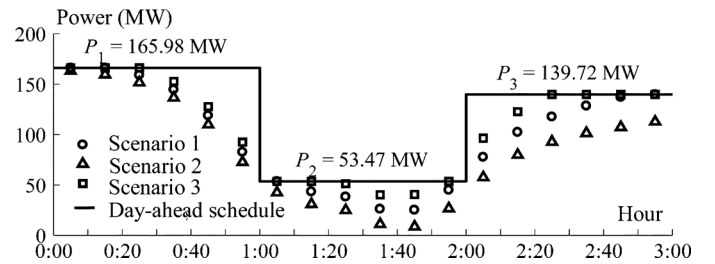 Power (MW)
200
P1 = 165.98 MW
150
P3 = 139.72 MW
100
Scenario 1
Scenario 2
P2 = 53.47 MW
50
Scenario 3
Day-ahead schedule
Hour
0
0:00 0:20 0:40 1:00 1:20 1:40 2:00 2:20 2:40 3:00